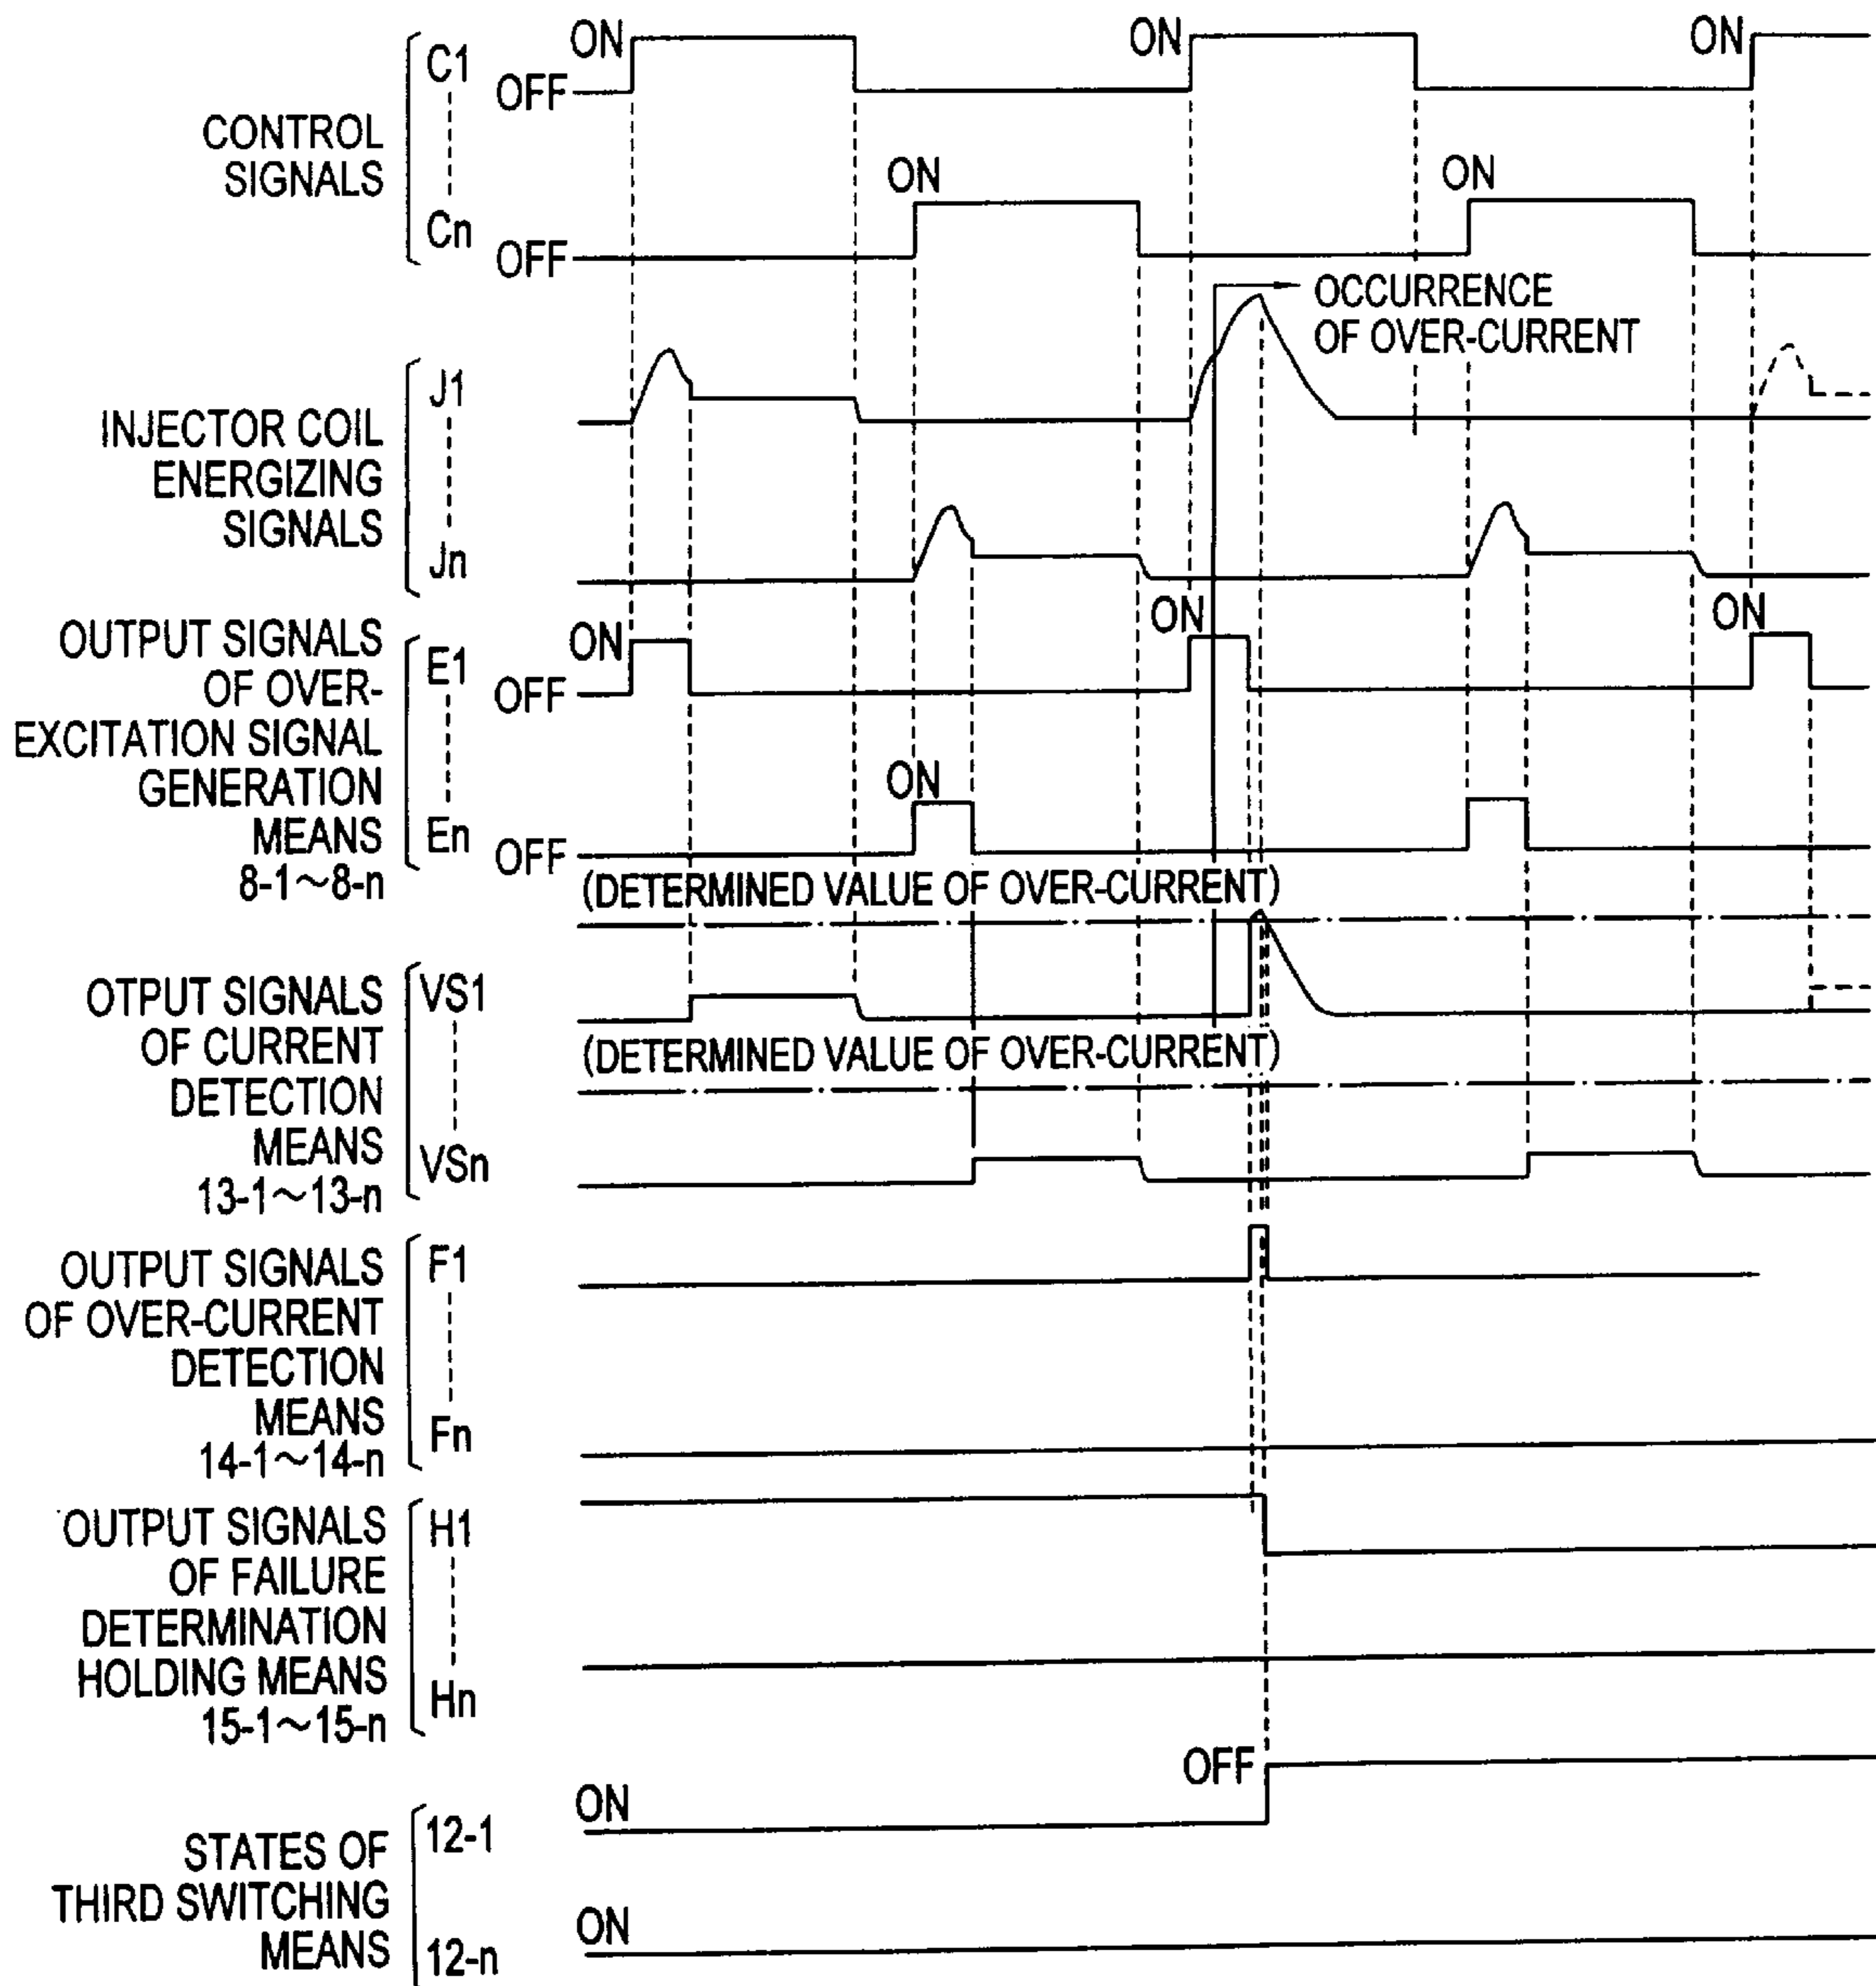 CONTROL
SIGNALS
C1
Cn
ON
OFF
ON
ON
ON
OFF
ON
OCCURRENCE
OF OVER-CURRENT
INJECTOR COIL
ENERGIZING
SIGNALS
J1
Jn
OUTPUT SIGNALS
OF OVER-
EXCITATION SIGNAL
GENERATION
MEANS
8-1~8-n
E1
En
ON
OFF
ON
ON
ON
OFF
(DETERMINED VALUE OF OVER-CURRENT)
OTPUT SIGNALS
OF CURRENT
DETECTION
MEANS
13-1~13-n
VS1
VSn
(DETERMINED VALUE OF OVER-CURRENT)
OUTPUT SIGNALS
OF OVER-CURRENT
DETECTION
MEANS
14-1~14-n
F1
Fn
OUTPUT SIGNALS
OF FAILURE
DETERMINATION
HOLDING MEANS
15-1~15-n
H1
Hn
STATES OF
THIRD SWITCHING
MEANS
12-1
12-n
ON
OFF
ON